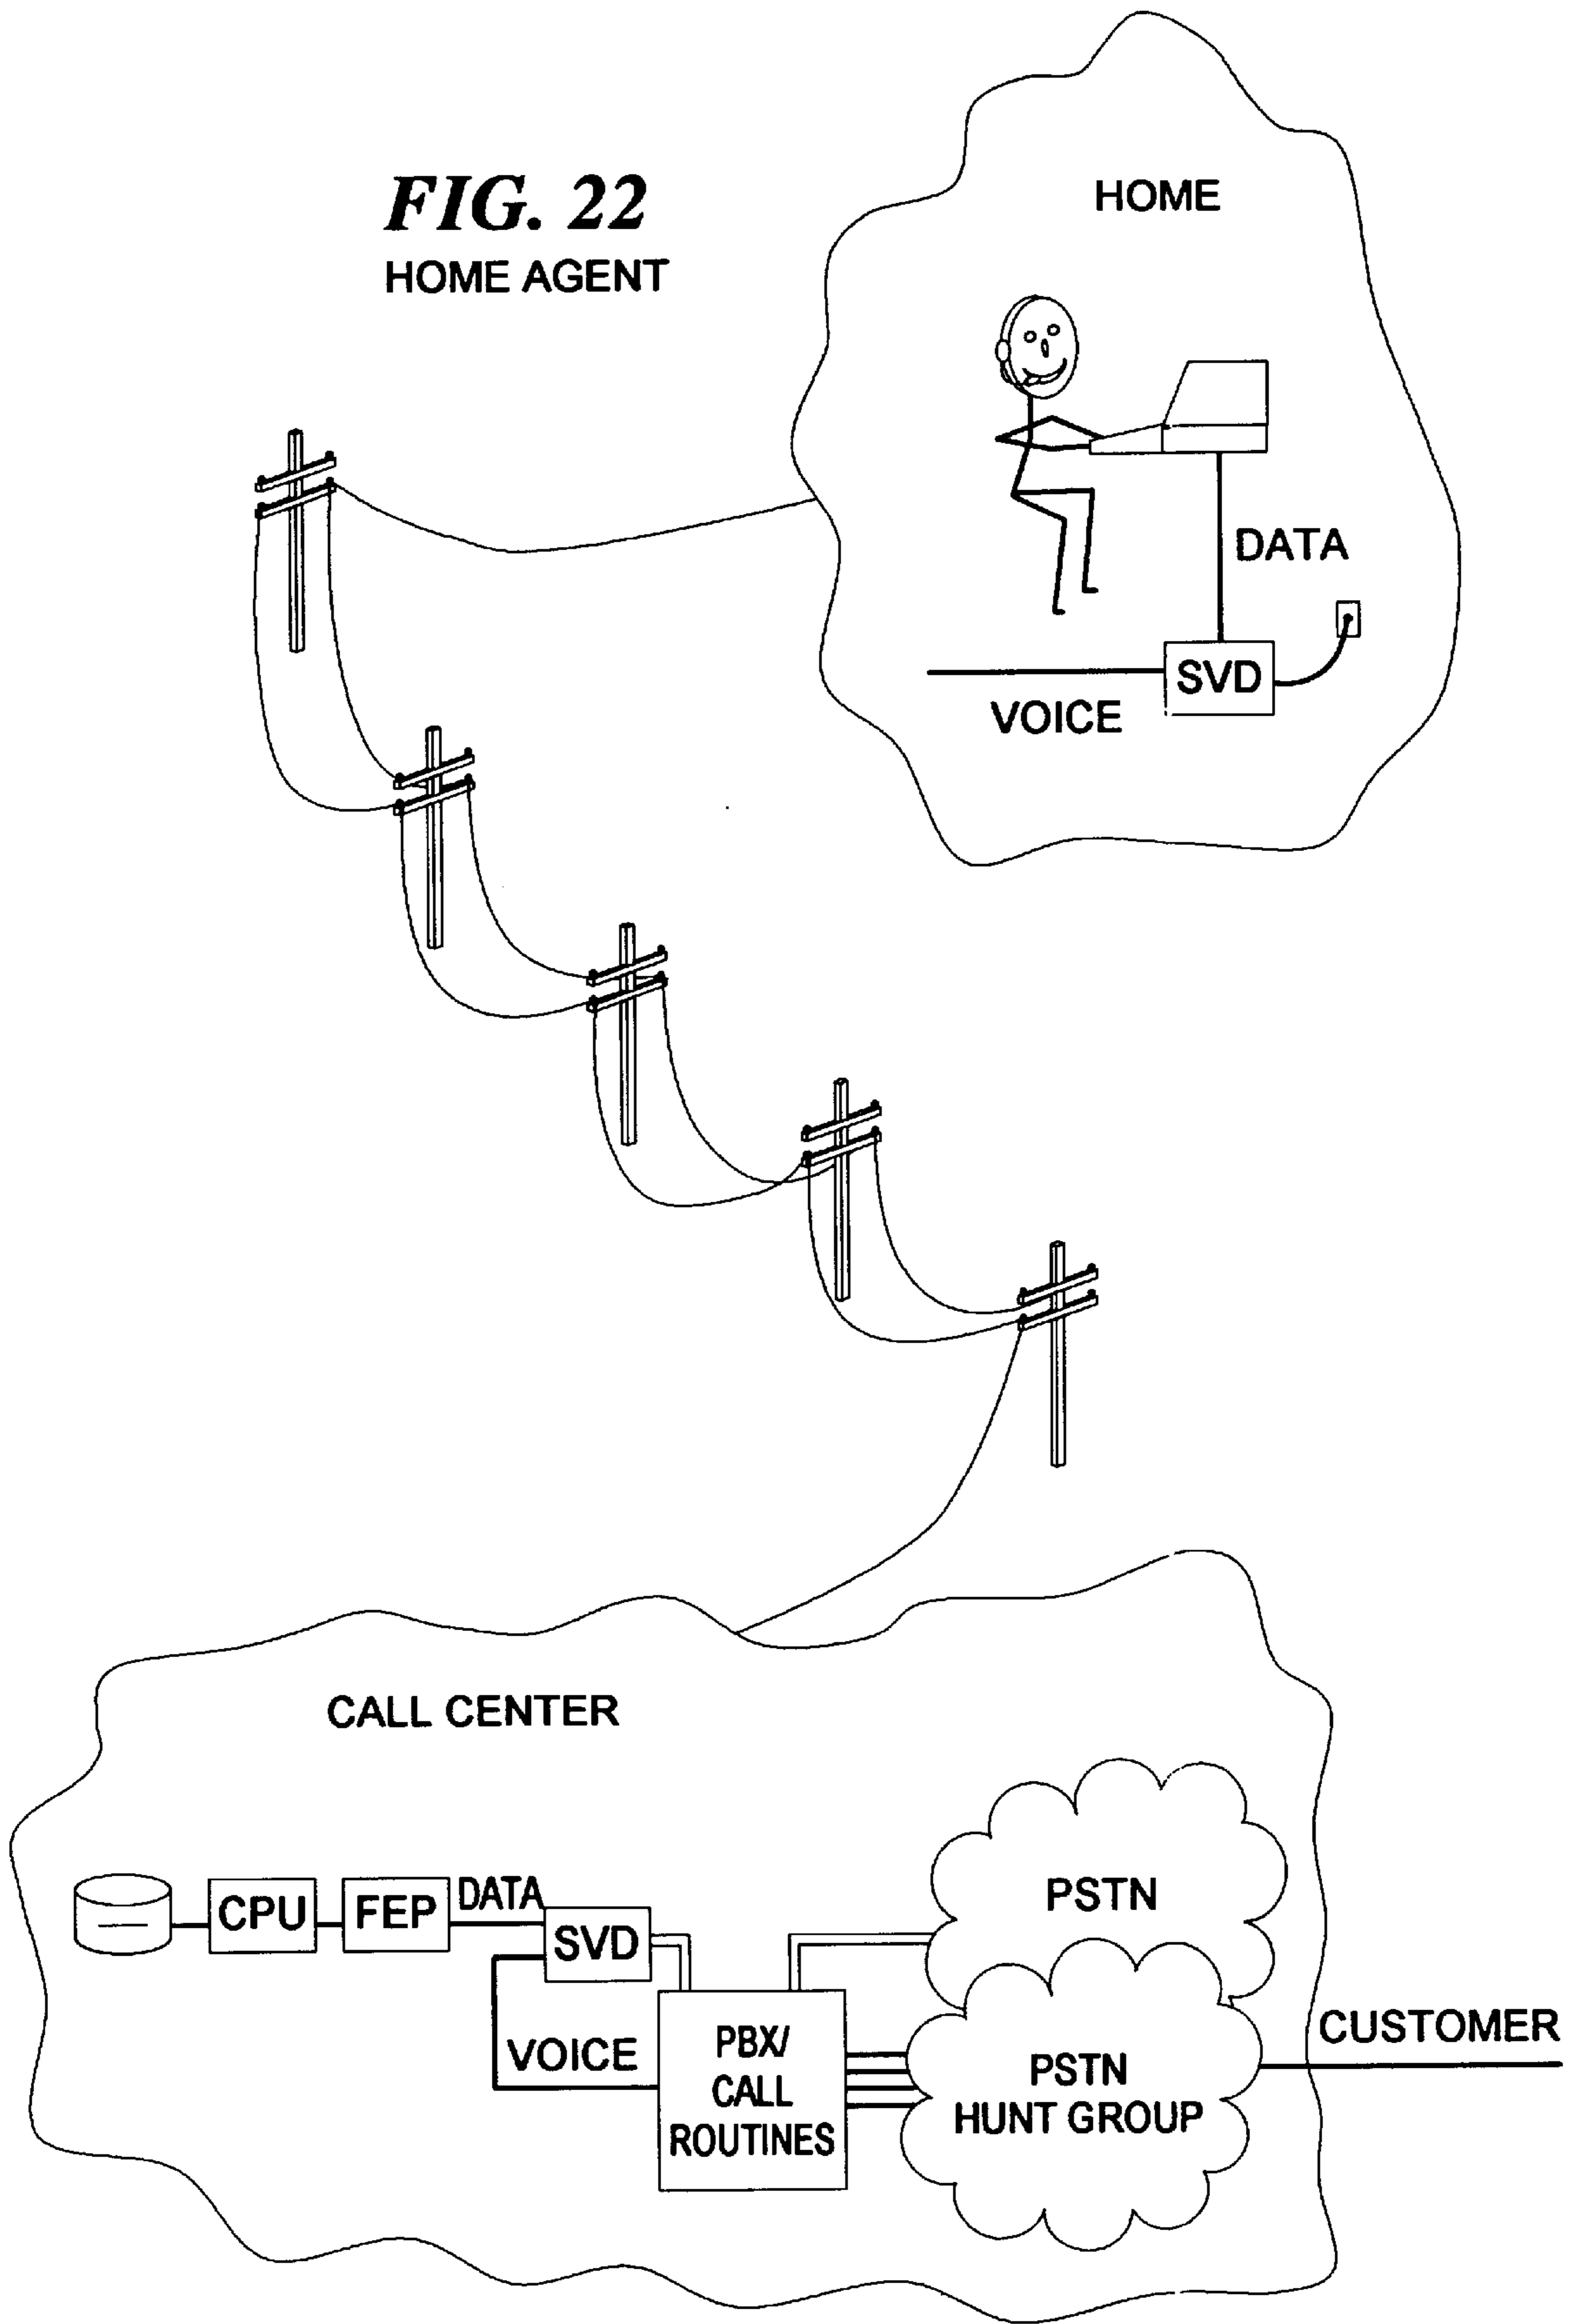 FIG. 22
HOME AGENT
HOME
DATA
SVD
VOICE
CALL CENTER
CPU
FEP
DATA
SVD
VOICE
PBX/
CALL
ROUTINES
PSTN
PSTN
HUNT GROUP
CUSTOMER